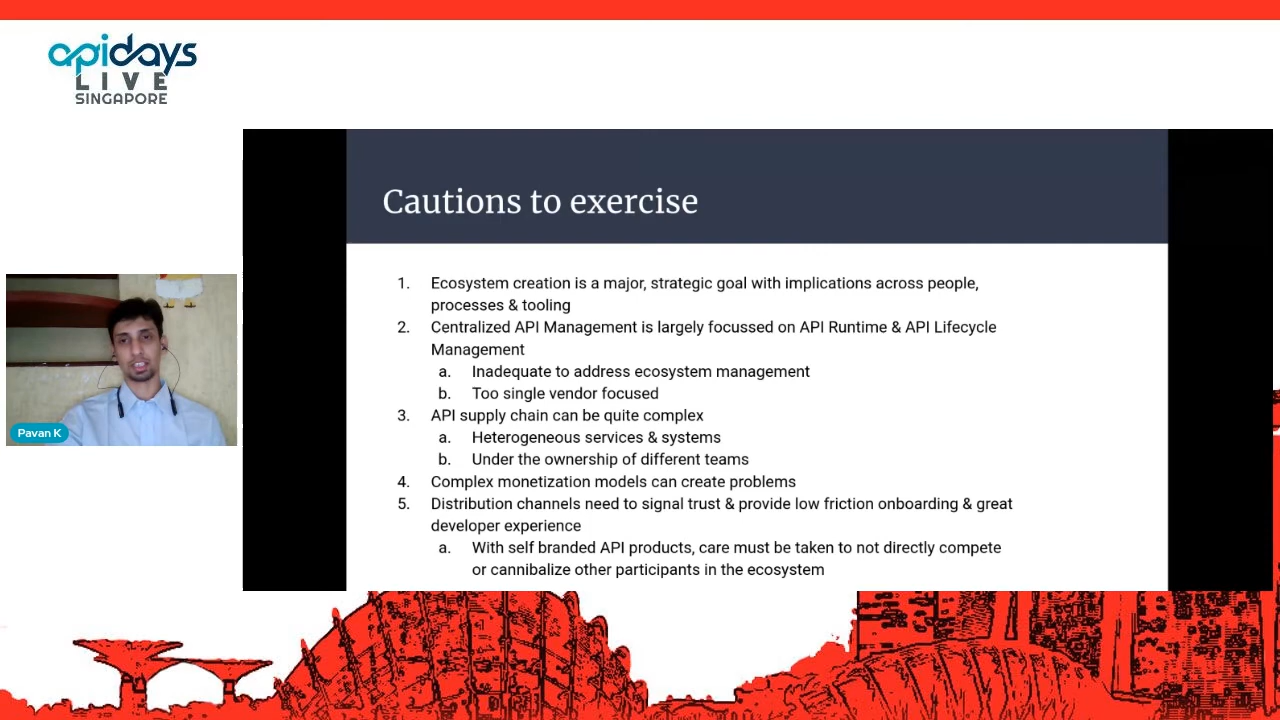 apidays
LIVE
SINGAPORE
Cautions to exercise
1. Ecosystem creation is a major, strategic goal with implications across people,
processes & tooling
2. Centralized API Management is largely focussed on API Runtime & API Lifecycle
Management
a. Inadequate to address ecosystem management
b. Too single vendor focused
3. API supply chain can be quite complex
a. Heterogeneous services & systems
b. Under the ownership of different teams
4. Complex monetization models can create problems
5. Distribution channels need to signal trust & provide low friction onboarding & great
developer experience
a. With self branded API products, care must be taken to not directly compete
or cannibalize other participants in the ecosystem
Pavan K